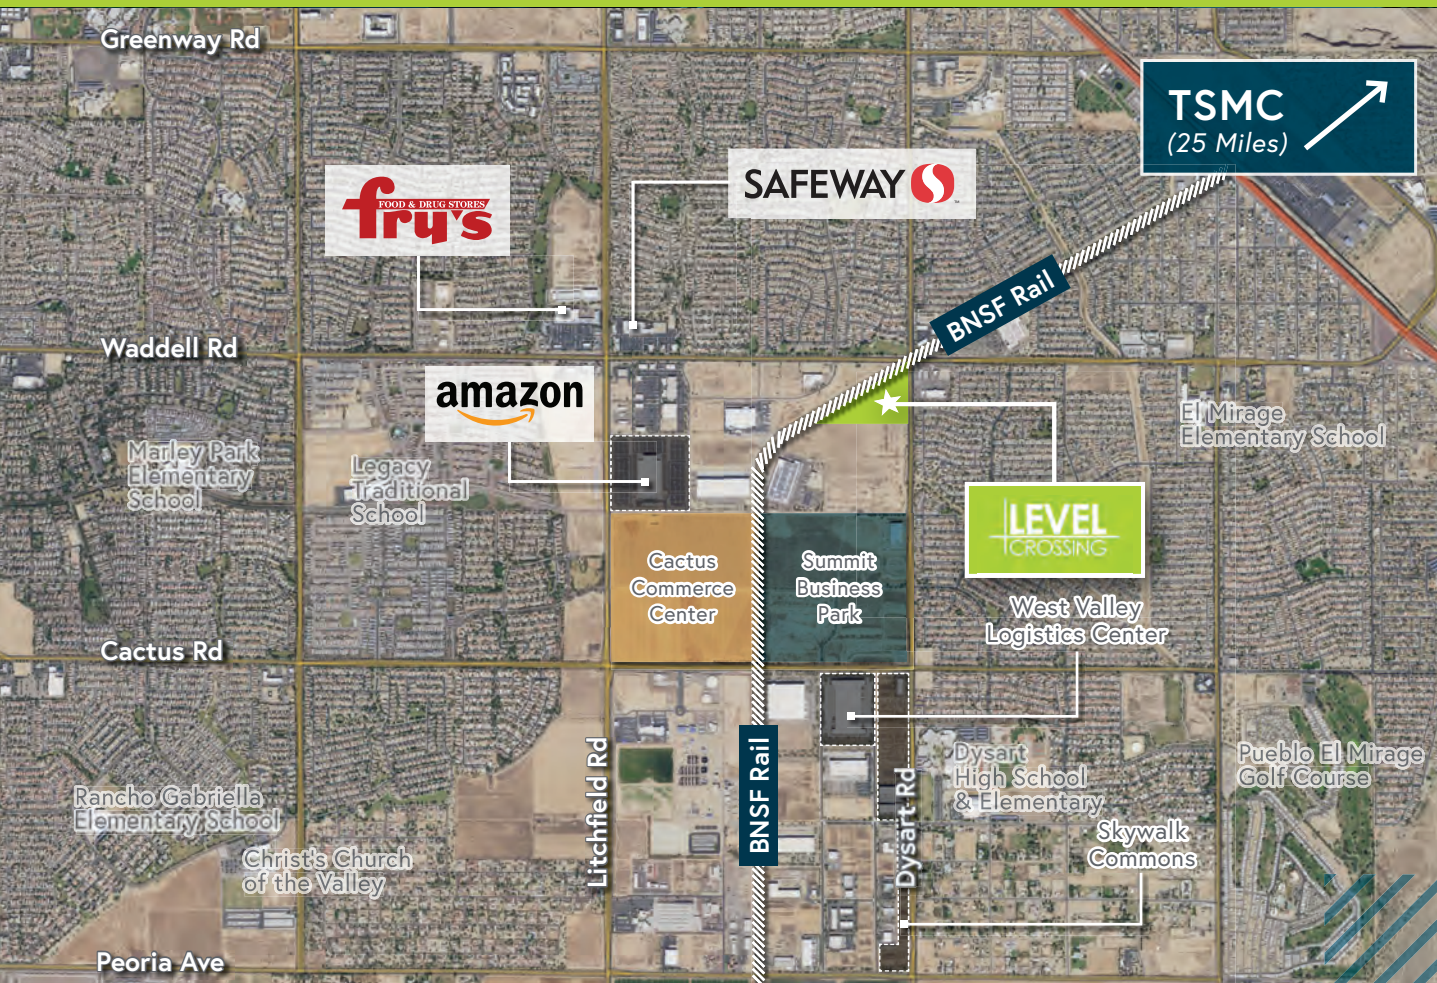 Greenway Rd
TSMC
(25 Miles)
fry's
FOOD & DRUG STORES
SAFEWAY
BNSF Rail
Waddell Rd
amazon
El Mirage
Elementary School
Marley Park
Elementary
School
Legacy
Traditional
School
LEVEL
CROSSING
Cactus
Commerce
Center
Summit
Business
Park
West Valley
Logistics Center
Cactus Rd
Litchfield Rd
BNSF Rail
Dysart Rd
Dysart
High School
& Elementary
Pueblo El Mirage
Golf Course
Rancho Gabriella
Elementary School
Skywalk
Commons
Christ's Church
of the Valley
Peoria Ave